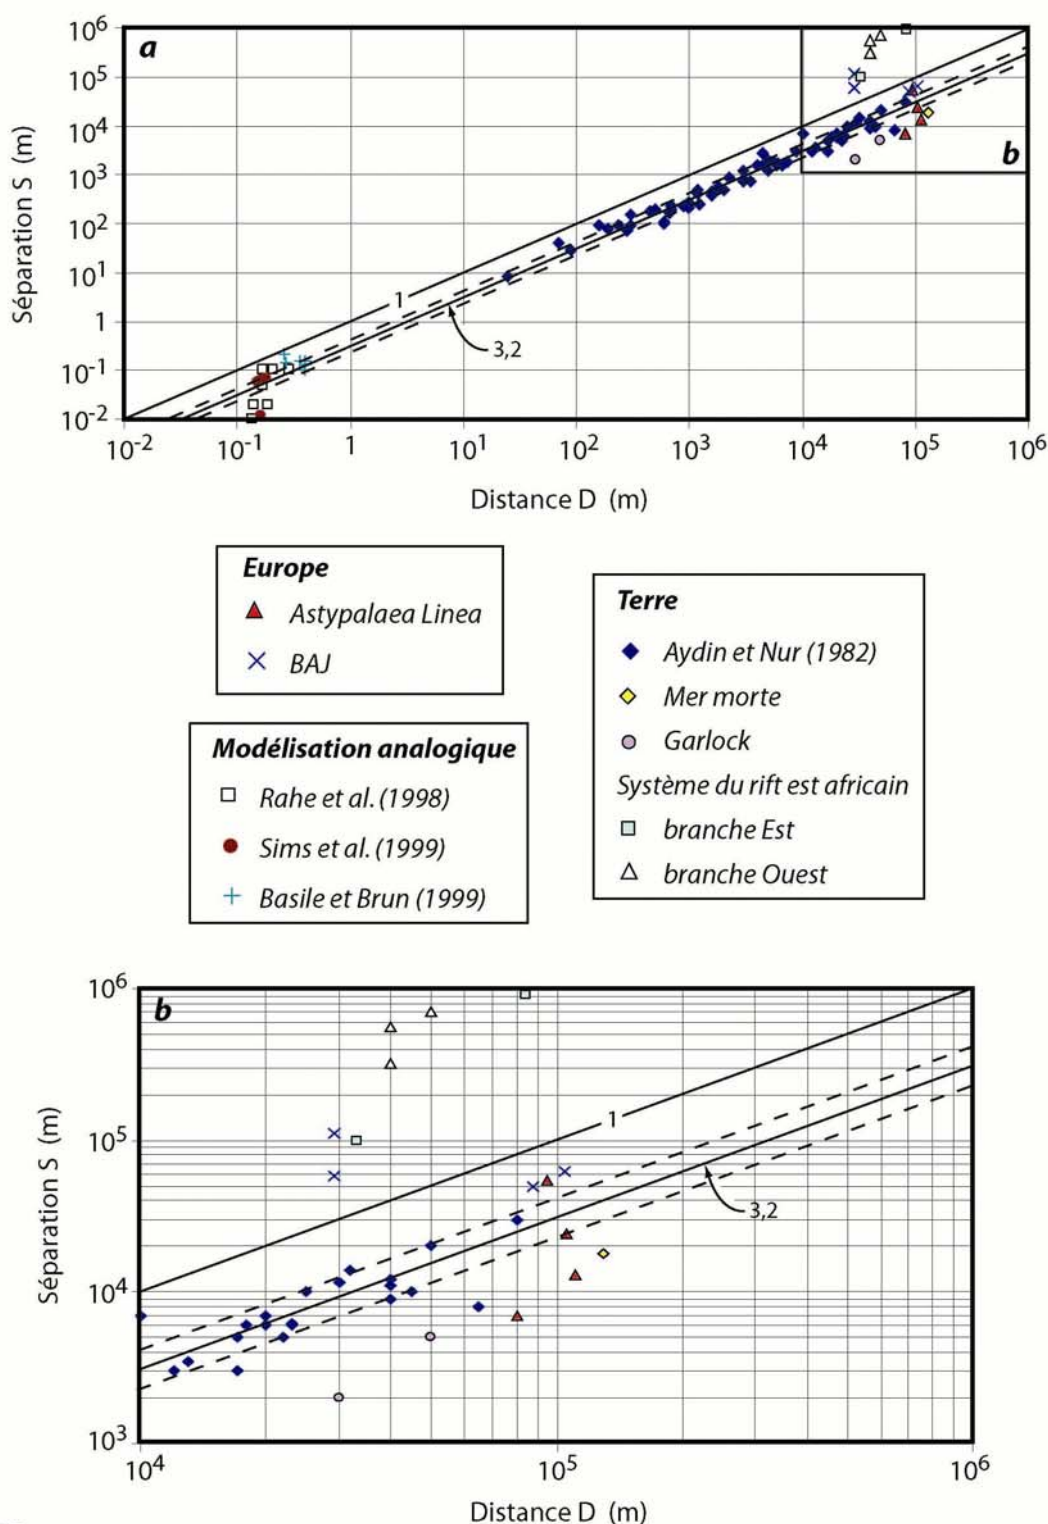 a
10⁶
10⁵
10⁴
10³
10²
10¹
1
10⁻¹
10⁻²
Séparation S (m)
b
1
3,2
10⁻² 10⁻¹ 1 10¹ 10² 10³ 10⁴ 10⁵ 10⁶
Distance D (m)
Europe
Astypalaea Linea
BAJ
Modélisation analogique
Rahe et al. (1998)
Sims et al. (1999)
Basile et Brun (1999)
Terre
Aydin et Nur (1982)
Mer morte
Garlock
Système du rift est africain
branche Est
branche Ouest
b
10⁶
10⁵
10⁴
10³
Séparation S (m)
1
3,2
10⁴ 10⁵ 10⁶
Distance D (m)